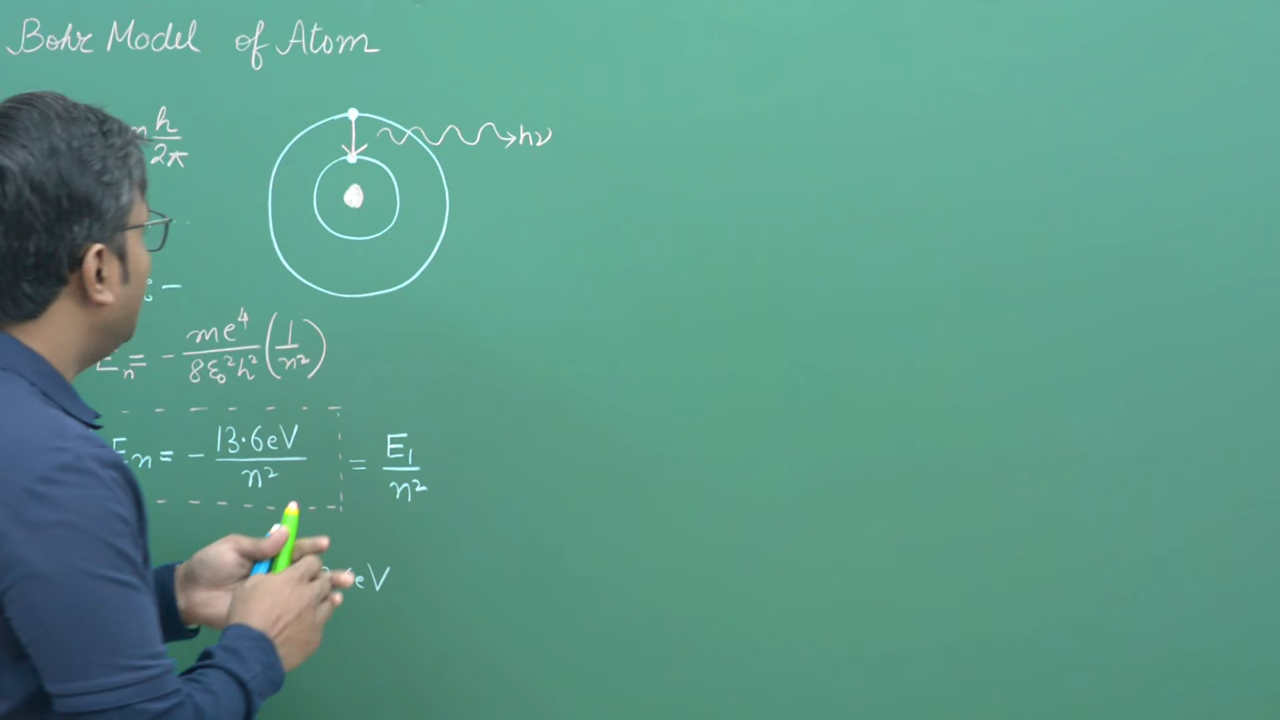 Bohr Model of Atom
h/2π
hν
Eₙ = - me⁴/8ε₀²h² (1/n²)
Eₙ = - 13.6eV/n² = E₁/n²
eV